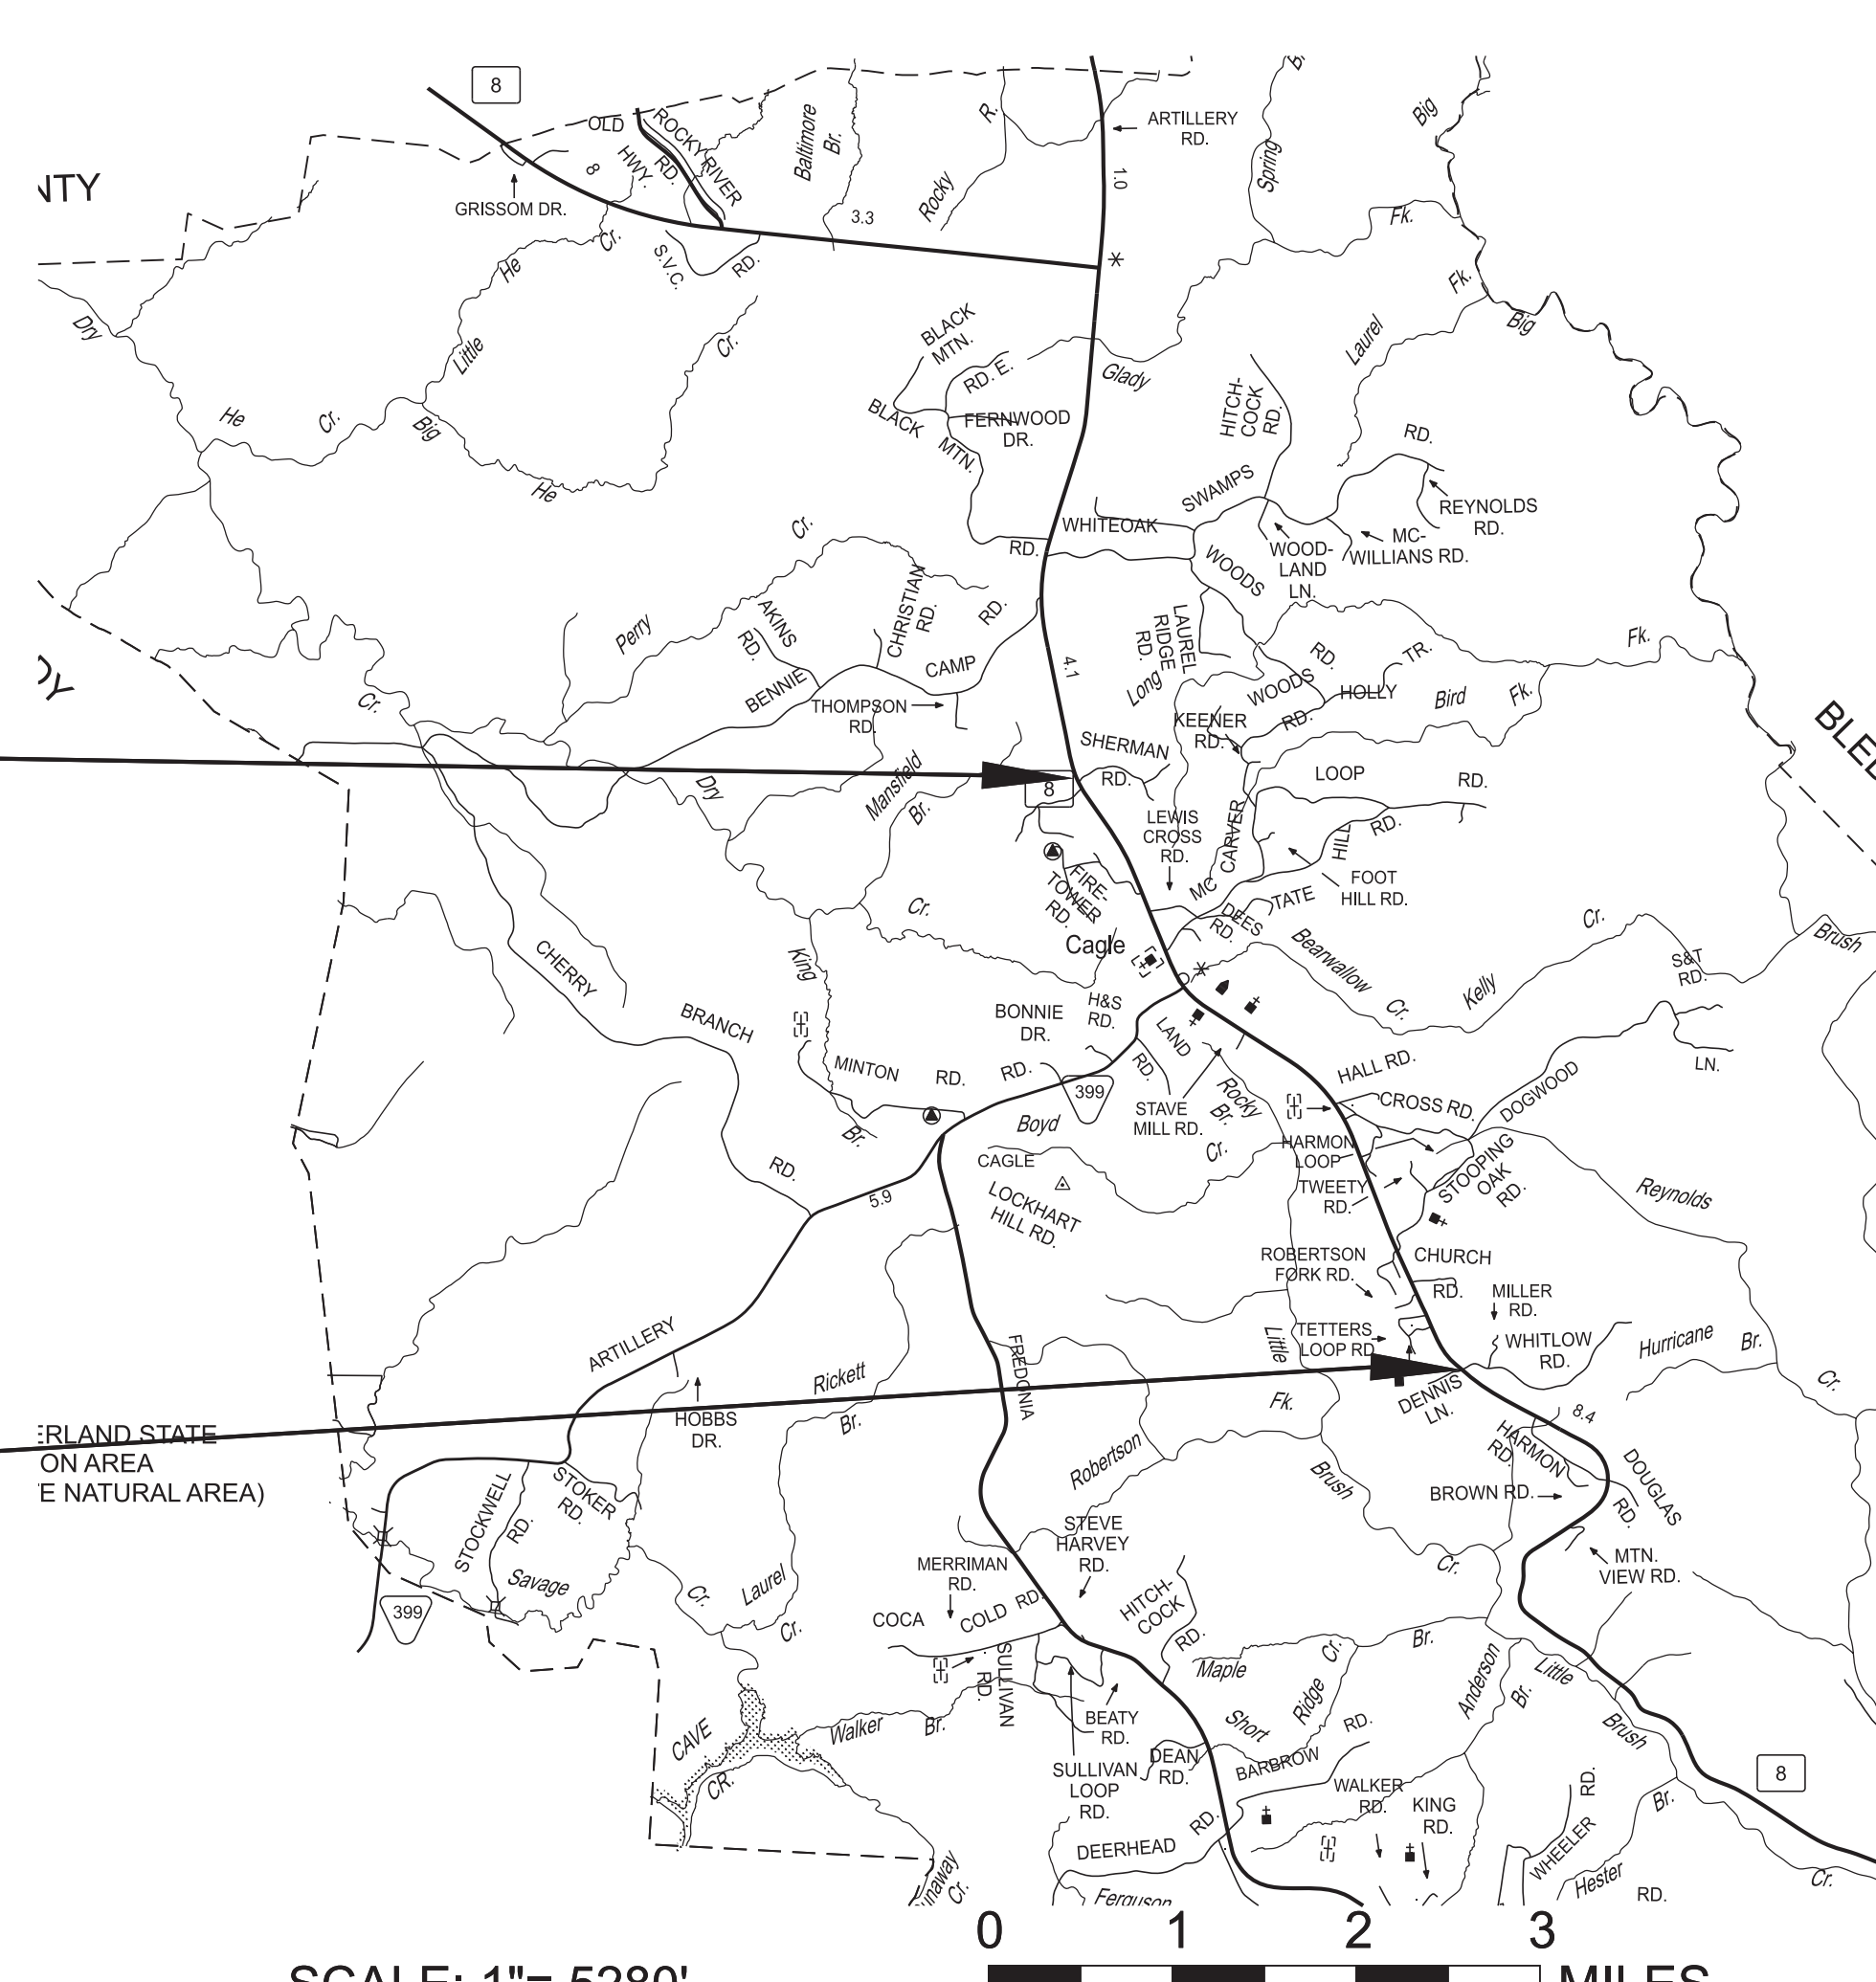 8
OLD
ROCKY RIVER
RD.
HWY.
8
Baltimore
Br.
Rocky
R.
ARTILLERY
RD.
1.0
Spring
Big
GRISSOM DR.
3.3
Fk.
Cr.
S.V.C.
RD.
Fk.
Dry
He
Little
Cr.
BLACK
MTN.
RD. E.
Glady
Laurel
Big
He
Cr.
Big
He
BLACK
MTN.
FERNWOOD
DR.
HITCH-
COCK
RD.
RD.
SWAMPS
REYNOLDS
RD.
WHITEOAK
RD.
WOODS
WOOD-
LAND
LN.
MC-
WILLIANS RD.
Cr.
Perry
AKINS
RD.
CHRISTIAN
RD.
RD.
CAMP
BENNIE
THOMPSON
RD.
4.1
LAUREL
RIDGE
RD.
Long
RD.
WOODS
RD.
TR.
HOLLY
Bird
Fk.
Fk.
Cr.
KEENER
RD.
SHERMAN
RD.
LOOP
RD.
8
Dry
Mansfield
Br.
LEWIS
CROSS
RD.
CARVER
HILL
RD.
FOOT
HILL RD.
FIRE-
TOWER
RD.
MC
TATE
DEES
RD.
Cr.
Cagle
King
Bearwallow
Cr.
Kelly
Cr.
S&T
RD.
Brush
CHERRY
BRANCH
RD.
BONNIE
DR.
H&S
RD.
LAND
RD.
MINTON
RD.
RD.
399
STAVE
MILL RD.
Rocky
Br.
HALL RD.
CROSS RD.
DOGWOOD
LN.
Br.
Boyd
Cr.
CAGLE
HARMON
LOOP
STOOPING
OAK
RD.
TWEETY
RD.
Reynolds
5.9
LOCKHART
HILL RD.
ROBERTSON
FORK RD.
CHURCH
RD.
MILLER
RD.
ARTILLERY
Rickett
Br.
FREDONIA
Little
Fk.
TETTERS
LOOP RD
WHITLOW
RD.
Hurricane
Br.
Cr.
HOBBS
DR.
DENNIS
LN.
8.4
ON AREA
E NATURAL AREA)
STOCKWELL
RD.
STOKER
RD.
Robertson
Brush
Cr.
HARMON
RD.
BROWN RD.
DOUGLAS
RD.
MTN.
VIEW RD.
STEVE
HARVEY
RD.
MERRIMAN
RD.
Savage
Cr.
Laurel
Cr.
399
COCA
COLD
RD.
HITCH-
COCK
RD.
SULLIVAN
RD.
Maple
Br.
Short
Ridge
Cr.
Anderson
Br.
Little
Brush
Cr.
CAVE
CR.
Walker
Br.
BEATY
RD.
SULLIVAN
LOOP
RD.
DEAN
RD.
BARBROW
RD.
WALKER
RD.
KING
RD.
8
DEERHEAD
RD.
WHEELER
RD.
Hester
Br.
RD.
Cr.
0 1 2 3
SCALE: 1"= 5280'
MILES